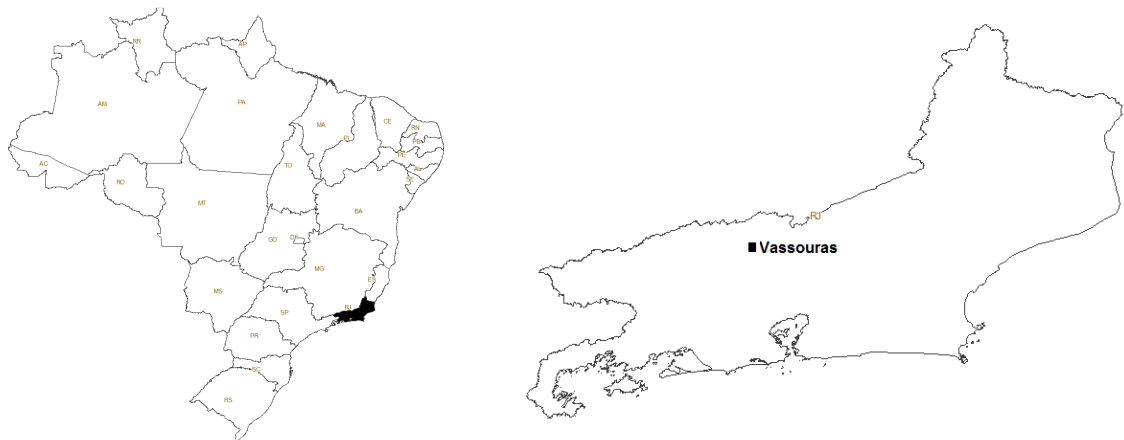 RR
AP
AM
PA
MA
CE
RN
PI
PB
PE
AC
TO
AL
SE
RO
MT
BA
GO
DF
MG
ES
MS
SP
RJ
PR
SC
RS
RJ
Vassouras